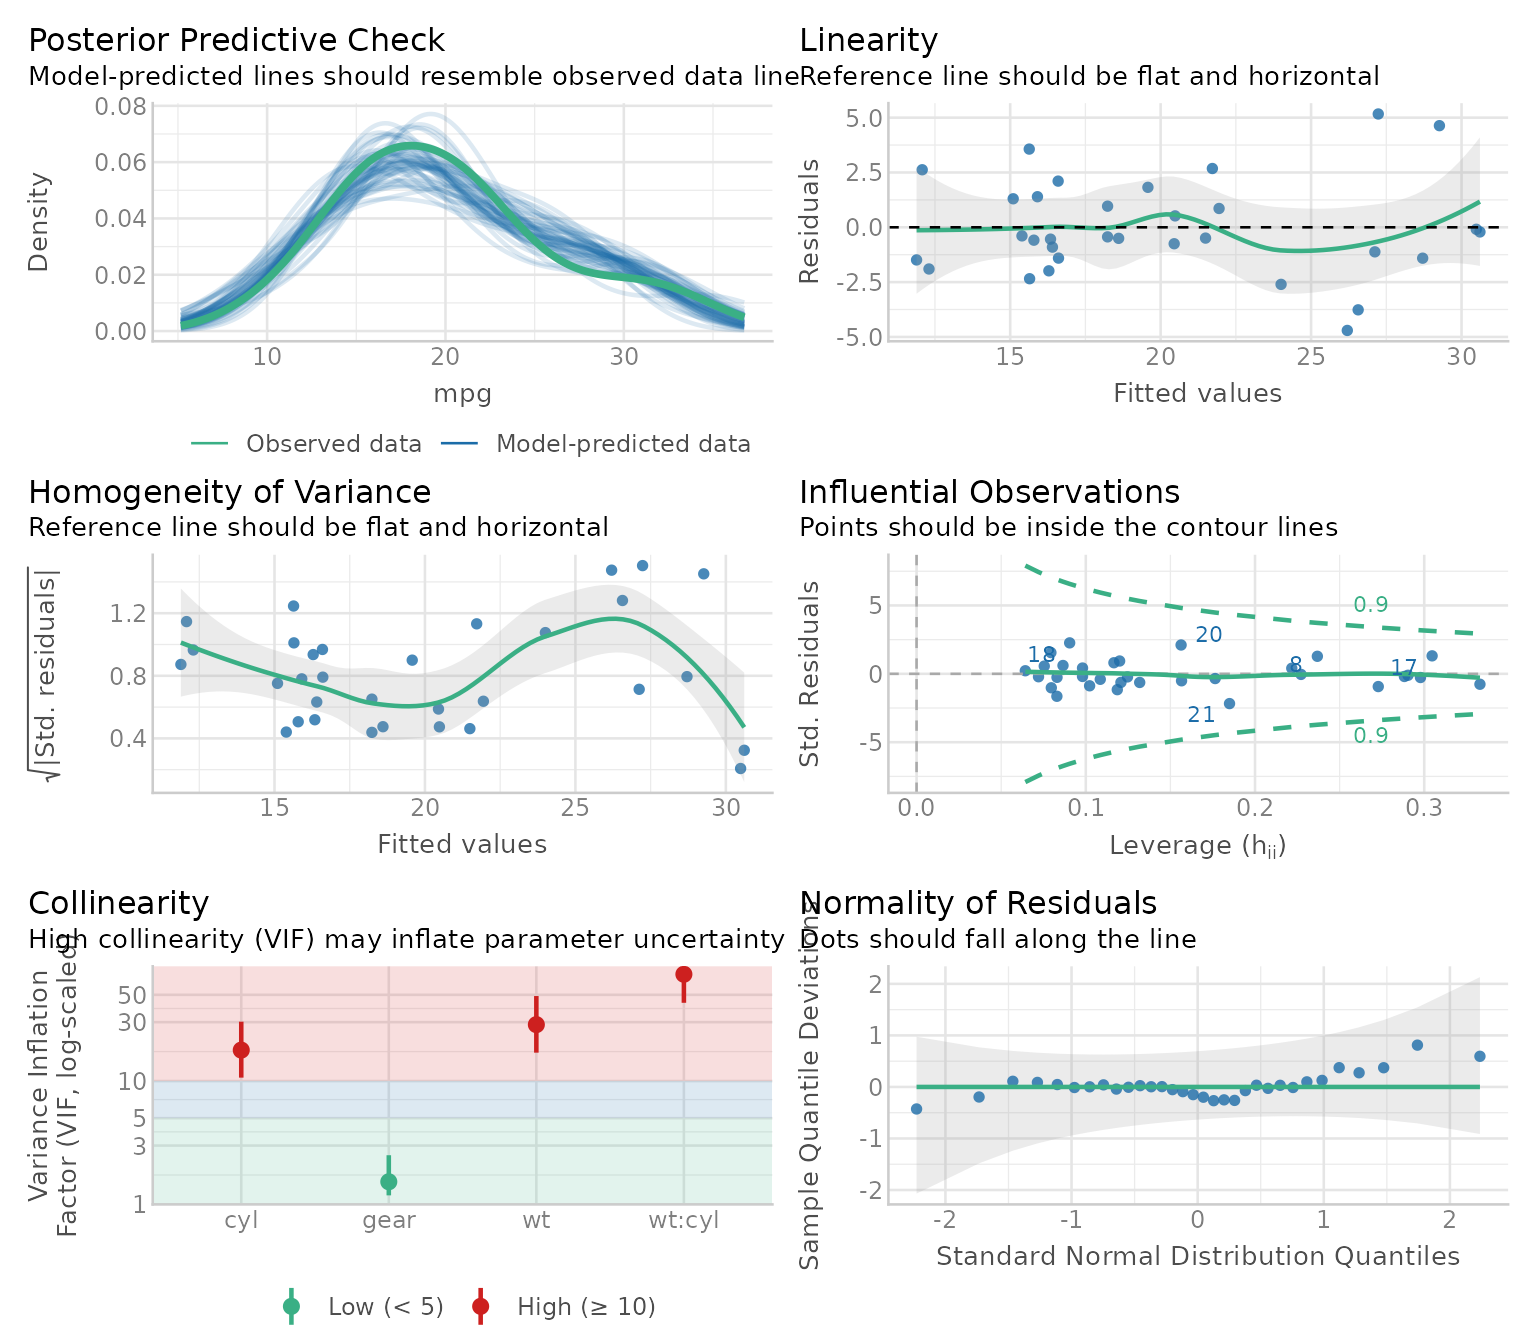 Posterior Predictive Check
Model-predicted lines should resemble observed data line
0.08
0.06
0.04
0.02
0.00
Density
10
20
30
mpg
Observed data
Model-predicted data
Linearity
Reference line should be flat and horizontal
5.0
2.5
0.0
-2.5
-5.0
Residuals
15
20
25
30
Fitted values
Homogeneity of Variance
Reference line should be flat and horizontal
1.2
0.8
0.4
√|Std. residuals|
15
20
25
30
Fitted values
Influential Observations
Points should be inside the contour lines
5
0
-5
Std. Residuals
0.9
20
18
8
17
21
0.9
0.0
0.1
0.2
0.3
Leverage (hᵢᵢ)
Collinearity
High collinearity (VIF) may inflate parameter uncertainty
50
30
10
5
3
1
Variance Inflation
Factor (VIF, log-scaled)
cyl
gear
wt
wt:cyl
Low (< 5)
High (≥ 10)
Normality of Residuals
Dots should fall along the line
2
1
0
-1
-2
Sample Quantile Deviations
-2
-1
0
1
2
Standard Normal Distribution Quantiles